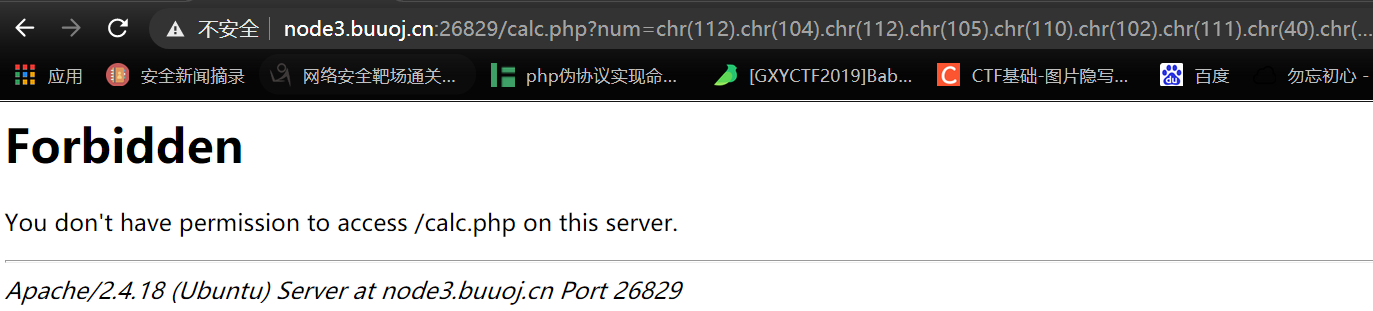 不安全 node3.buuoj.cn:26829/calc.php?num=chr(112).chr(104).chr(112).chr(105).chr(110).chr(102).chr(111).chr(40).chr(...
应用 安全新闻摘录 网络安全靶场通关... php伪协议实现命... [GXYCTF2019]Bab... CTF基础-图片隐写... 百度 勿忘初心 -
Forbidden
You don't have permission to access /calc.php on this server.
Apache/2.4.18 (Ubuntu) Server at node3.buuoj.cn Port 26829